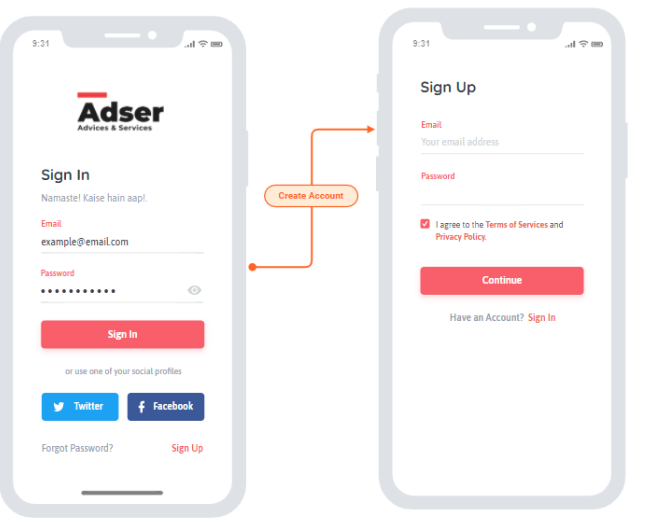 9:31
Adser
Advices & Services
Sign In
Namaste! Kaise hain aap!.
Email
example@email.com
Password
Sign In
or use one of your social profiles
Twitter
Facebook
Forgot Password?
Sign Up
Create Account
9:31
Sign Up
Email
Your email address
Password
I agree to the Terms of Services and
Privacy Policy.
Continue
Have an Account? Sign In